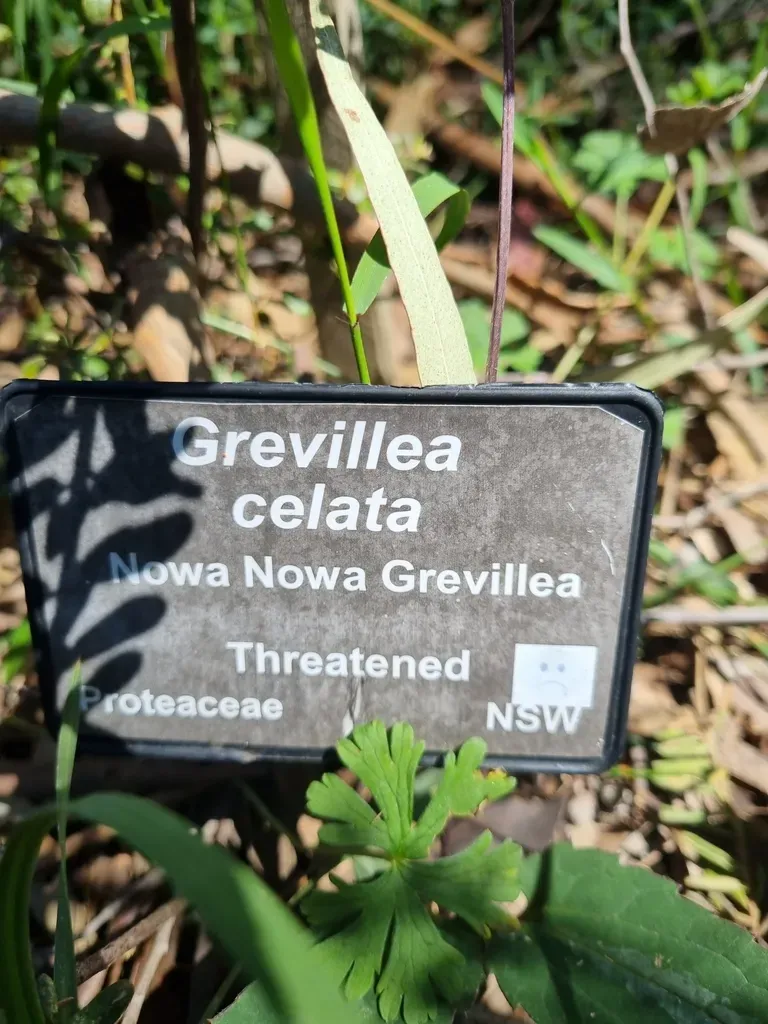 Grevillea
celata
Nowa Nowa Grevillea
Threatened
Proteaceae NSW